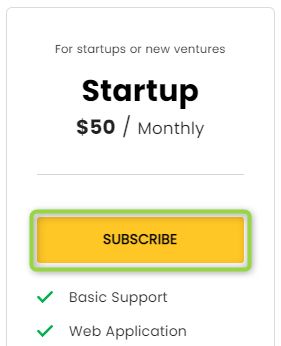 For startups or new ventures
Startup
$50 / Monthly
SUBSCRIBE
Basic Support
Web Application